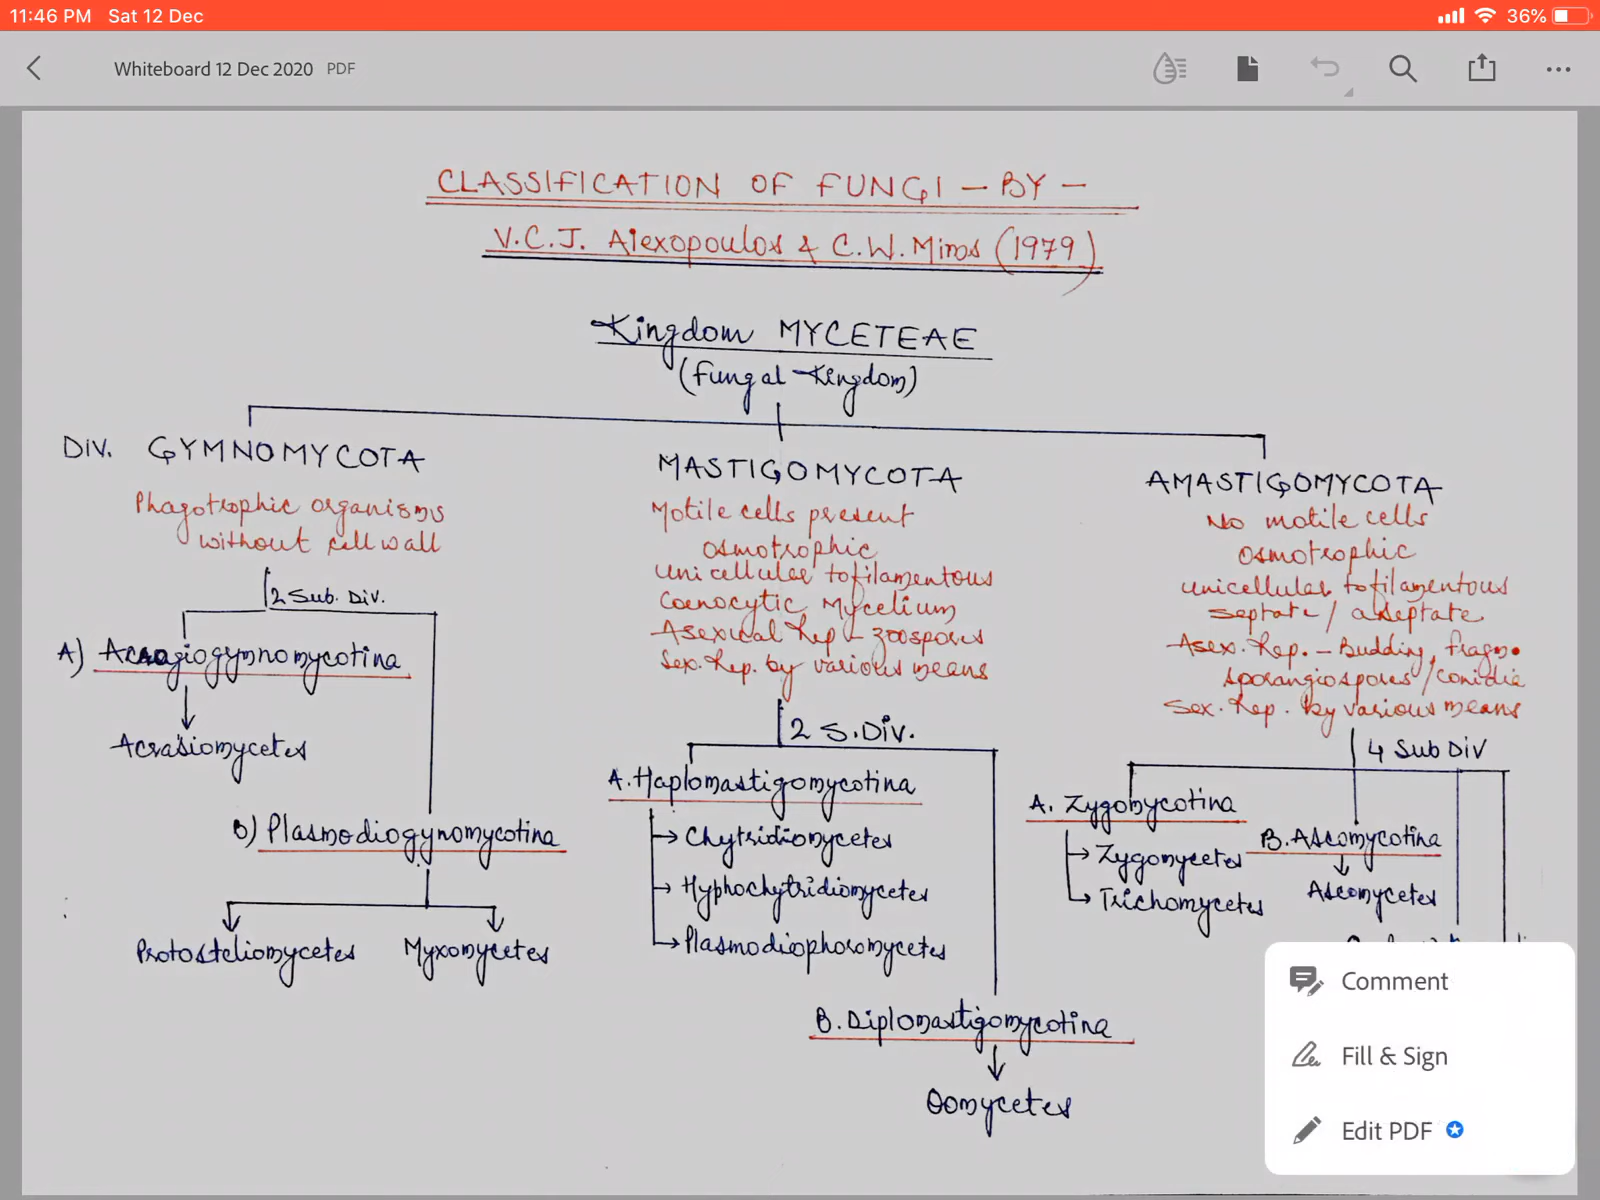 11:46 PM Sat 12 Dec 36%
Whiteboard 12 Dec 2020 PDF
CLASSIFICATION OF FUNGI - BY -
V.C.J. Alexopoulos & C.W. Mims (1979)
Kingdom MYCETEAE
(Fungal Kingdom)
DIV. GYMNOMYCOTA
Phagotrophic organisms
without cell wall
2 Sub. Div.
A) Acrasiogymnomycotina
Acrasiomycetes
B) Plasmodiogynomycotina
Protosteliomycetes Myxomycetes
MASTIGOMYCOTA
Motile cells present
osmotrophic
unicellular to filamentous
Coenocytic Mycelium
Asexual Rep - zoospores
Sex. Rep. by various means
2 S. Div.
A. Haplomastigomycotina
Chytridiomycetes
Hyphochytridiomycetes
Plasmodiophoromycetes
B. Diplomastigomycotina
Oomycetes
AMASTIGOMYCOTA
No motile cells
osmotrophic
unicellular to filamentous
septate / aseptate
Asex. Rep. - Budding, fragm.
sporangiospores / conidia
Sex. Rep. by various means
4 Sub Div
A. Zygomycotina
Zygomycetes
Trichomycetes
B. Ascomycotina
Ascomycetes
Comment
Fill & Sign
Edit PDF